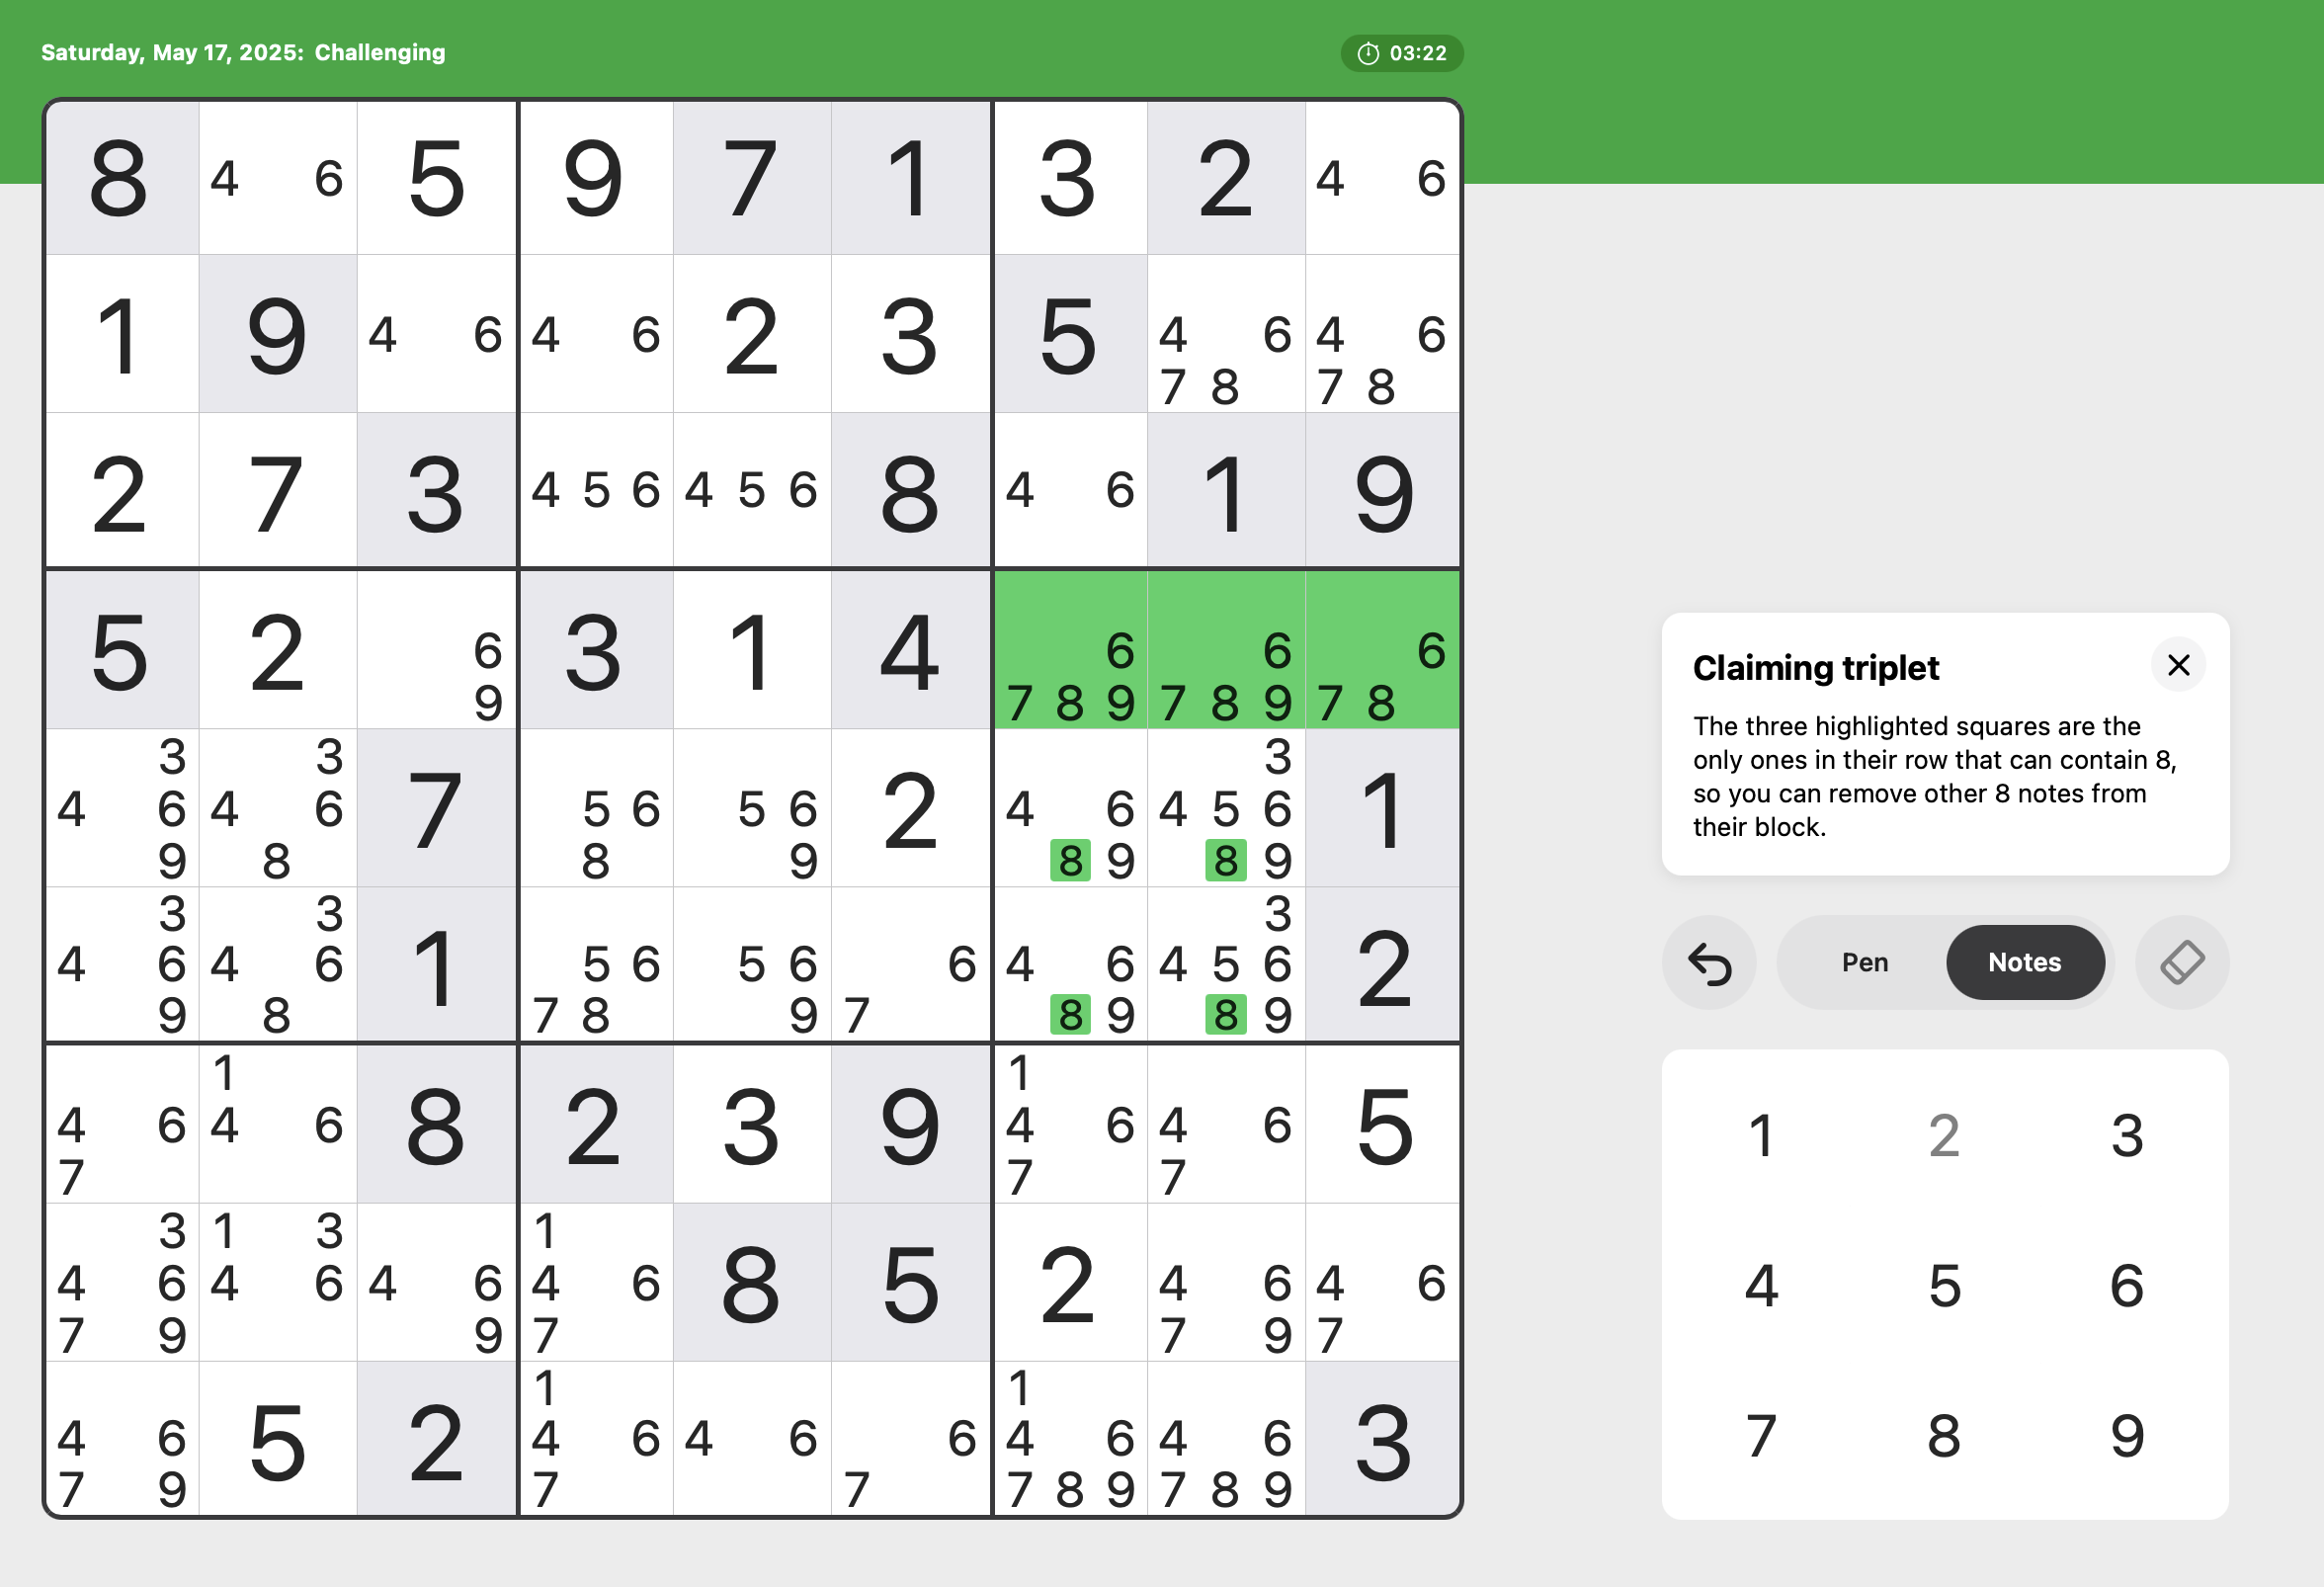 Saturday, May 17, 2025: Challenging
03:22
8 4 6 5 9 7 1 3 2 4 6
1 9 4 6 4 6 2 3 5 4 6 7 8 4 6 7 8
2 7 3 4 5 6 4 5 6 8 4 6 1 9
5 2 6 9 3 1 4 6 7 8 9 6 7 8 9 6 7 8
3 4 6 9 3 4 6 8 7 5 6 8 5 6 9 2 4 6 8 9 3 4 5 6 8 9 1
3 4 6 9 3 4 6 8 1 5 6 7 8 5 6 9 6 7 4 6 8 9 3 4 5 6 8 9 2
4 6 7 1 4 6 8 2 3 9 1 4 6 7 4 6 7 5
3 4 6 7 9 1 3 4 6 4 6 9 1 4 6 7 8 5 2 4 6 7 9 4 6 7
4 6 7 9 5 2 1 4 6 7 4 6 6 7 1 4 6 7 8 9 4 6 7 8 9 3
Claiming triplet
The three highlighted squares are the
only ones in their row that can contain 8,
so you can remove other 8 notes from
their block.
Pen Notes
1 2 3
4 5 6
7 8 9